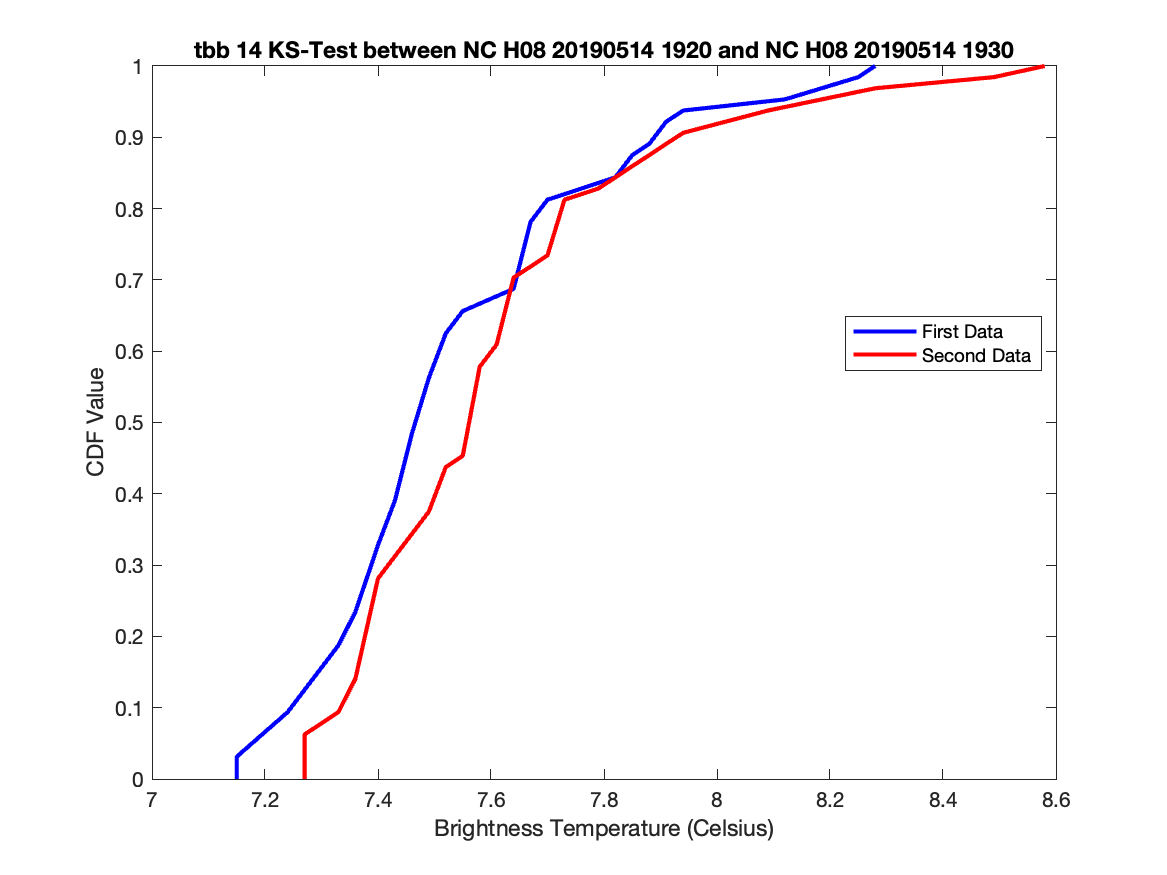 tbb 14 KS-Test between NC H08 20190514 1920 and NC H08 20190514 1930
1
0.9
0.8
0.7
0.6
0.5
0.4
0.3
0.2
0.1
0
CDF Value
First Data
Second Data
7 7.2 7.4 7.6 7.8 8 8.2 8.4 8.6
Brightness Temperature (Celsius)